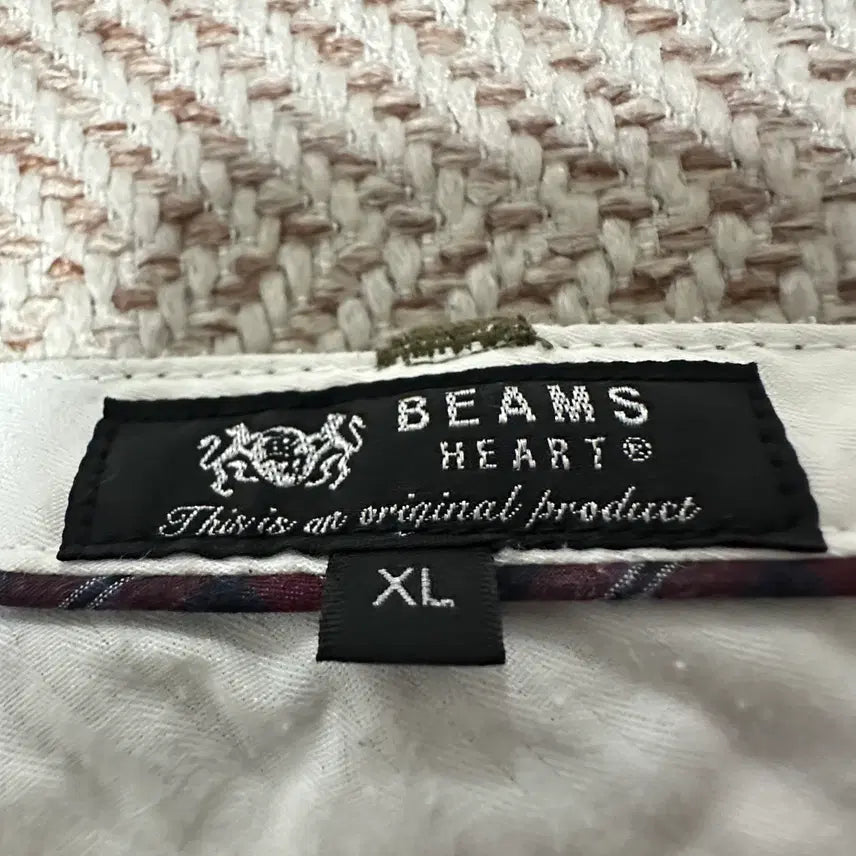 BEAMS
HEART®
This is an original product
XL